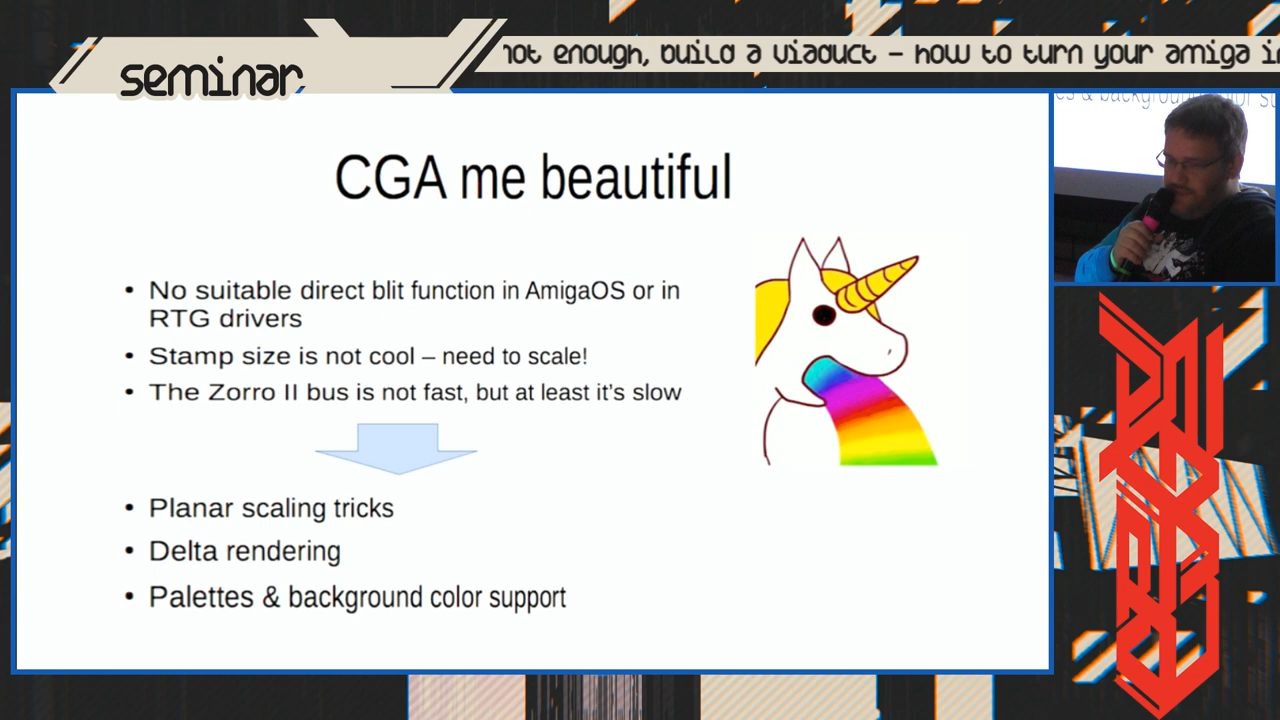 seminar
not enough, build a viaduct – how to turn your amiga
CGA me beautiful
• No suitable direct blit function in AmigaOS or in
RTG drivers
• Stamp size is not cool – need to scale!
• The Zorro II bus is not fast, but at least it's slow
• Planar scaling tricks
• Delta rendering
• Palettes & background color support